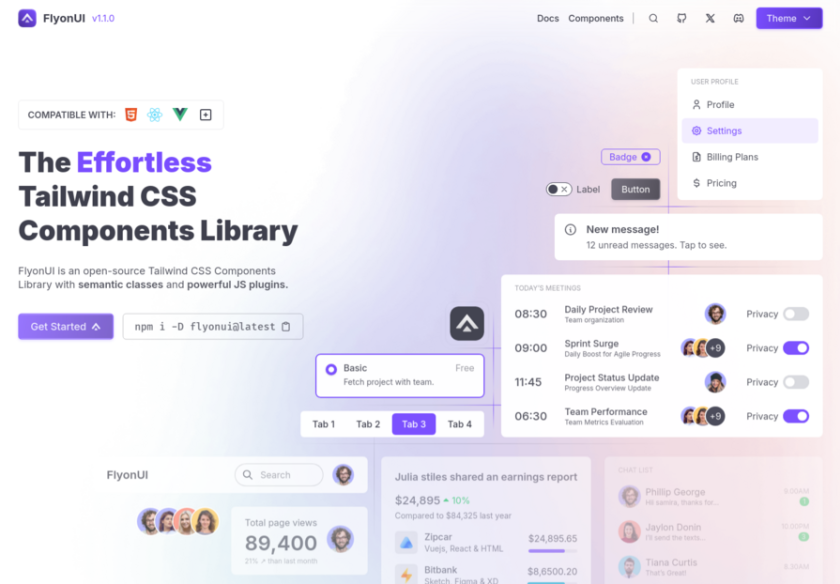 FlyonUI v1.1.0
Docs Components
Theme
COMPATIBLE WITH:
The Effortless
Tailwind CSS
Components Library
FlyonUI is an open-source Tailwind CSS Components
Library with semantic classes and powerful JS plugins.
Get Started
npm i -D flyonui@latest
USER PROFILE
Profile
Settings
Billing Plans
Pricing
Badge
Label
Button
New message!
12 unread messages. Tap to see.
TODAY'S MEETINGS
08:30 Daily Project Review Privacy
Team organization
09:00 Sprint Surge +9 Privacy
Daily Boost for Agile Progress
11:45 Project Status Update Privacy
Progress Overview Update
06:30 Team Performance +9 Privacy
Team Metrics Evaluation
Basic Free
Fetch project with team.
Tab 1 Tab 2 Tab 3 Tab 4
FlyonUI Search
Total page views
89,400
21% ↗ than last month
Julia stiles shared an earnings report
$24,895 10%
Compared to $84,325 last year
Zipcar $24,895.65
Vuejs, React & HTML
Bitbank $8,6500.20
Sketch, Figma & XD
CHAT LIST
Phillip George
Hii samira, thanks for...
Jaylon Donin 10:00PM
I'll send the texts...
Tiana Curtis
That's Great!